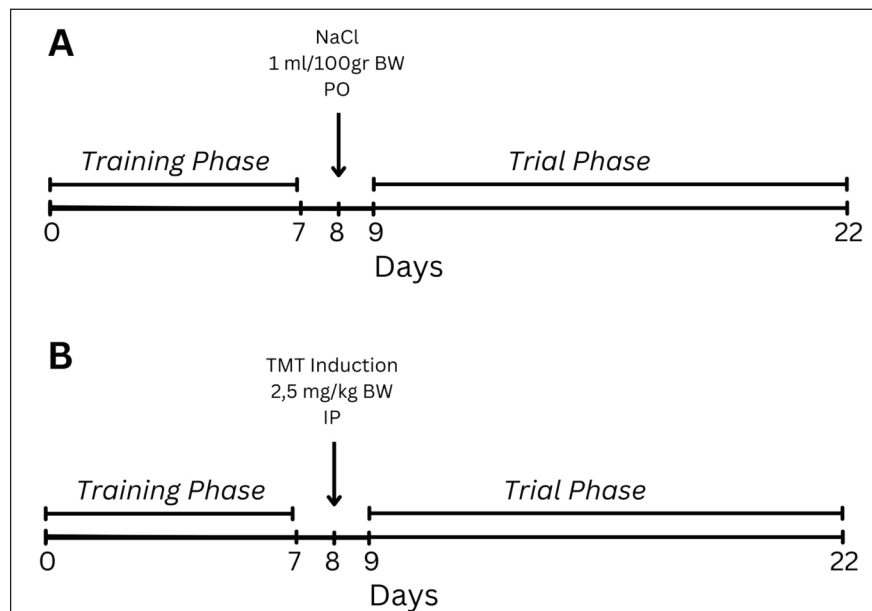 A
NaCl
1 ml/100gr BW
PO
Training Phase
Trial Phase
0
7
8
9
22
Days
B
TMT Induction
2,5 mg/kg BW
IP
Training Phase
Trial Phase
0
7
8
9
22
Days